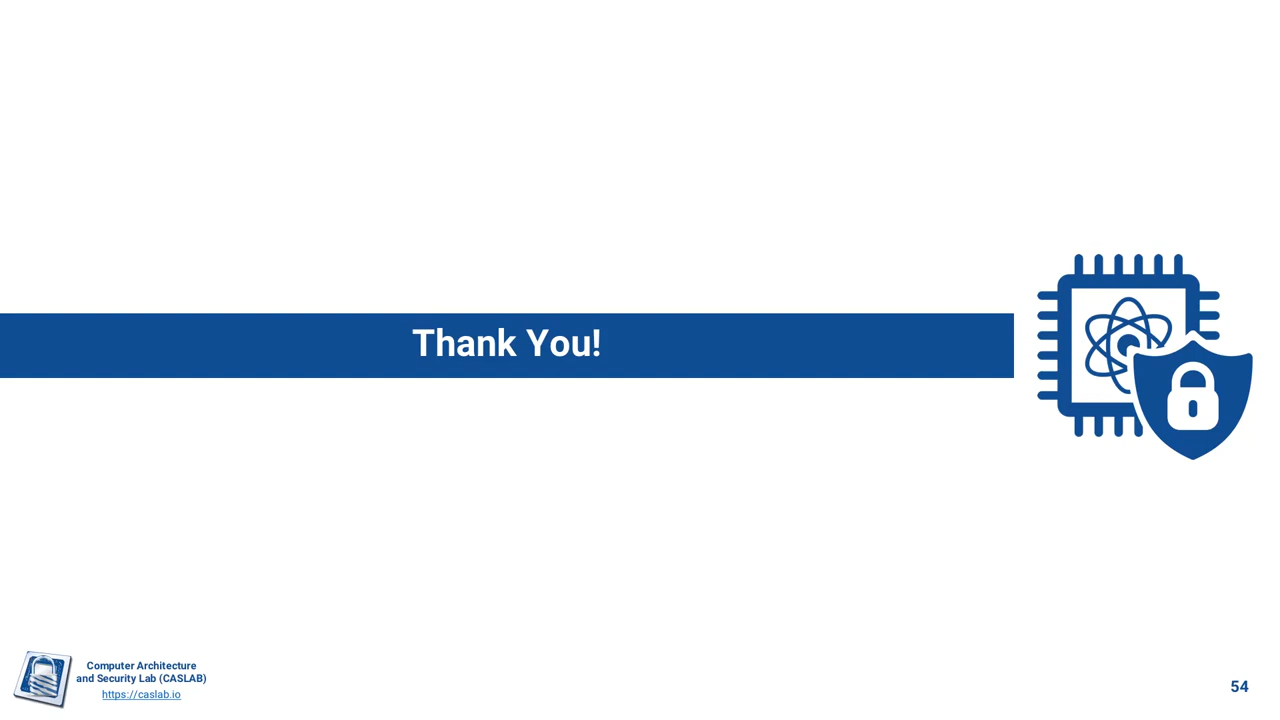 Thank You!
Computer Architecture
and Security Lab (CASLAB)
https://caslab.io
54